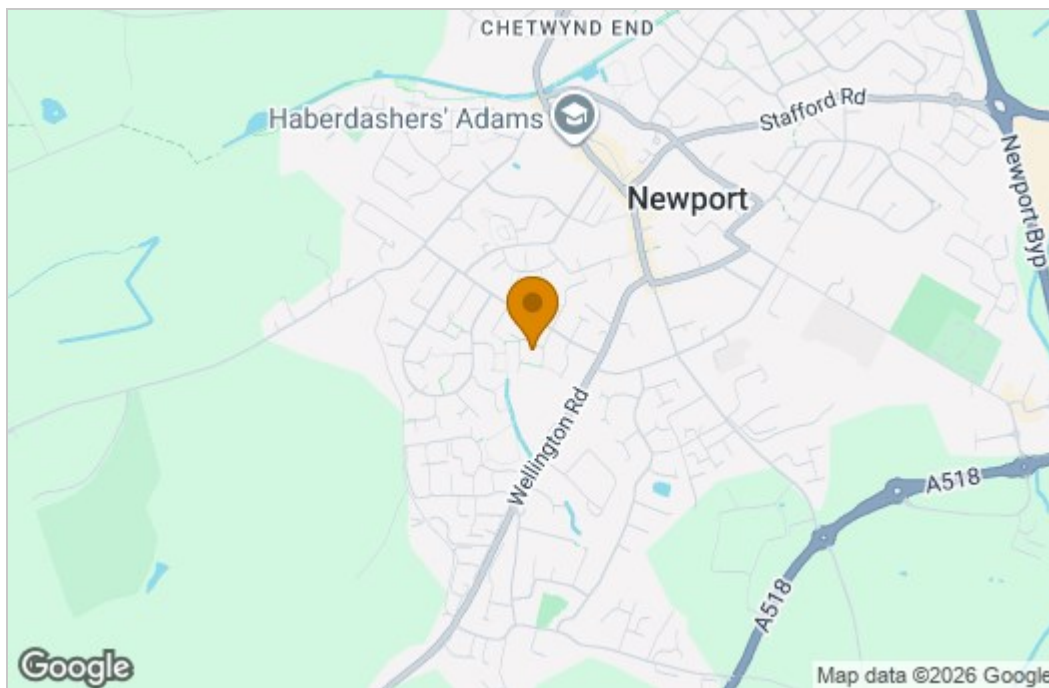 CHETWYND END
Haberdashers' Adams
Stafford Rd
Newport
Newport Byp
Wellington Rd
A518
A518
Google
Map data ©2026 Google